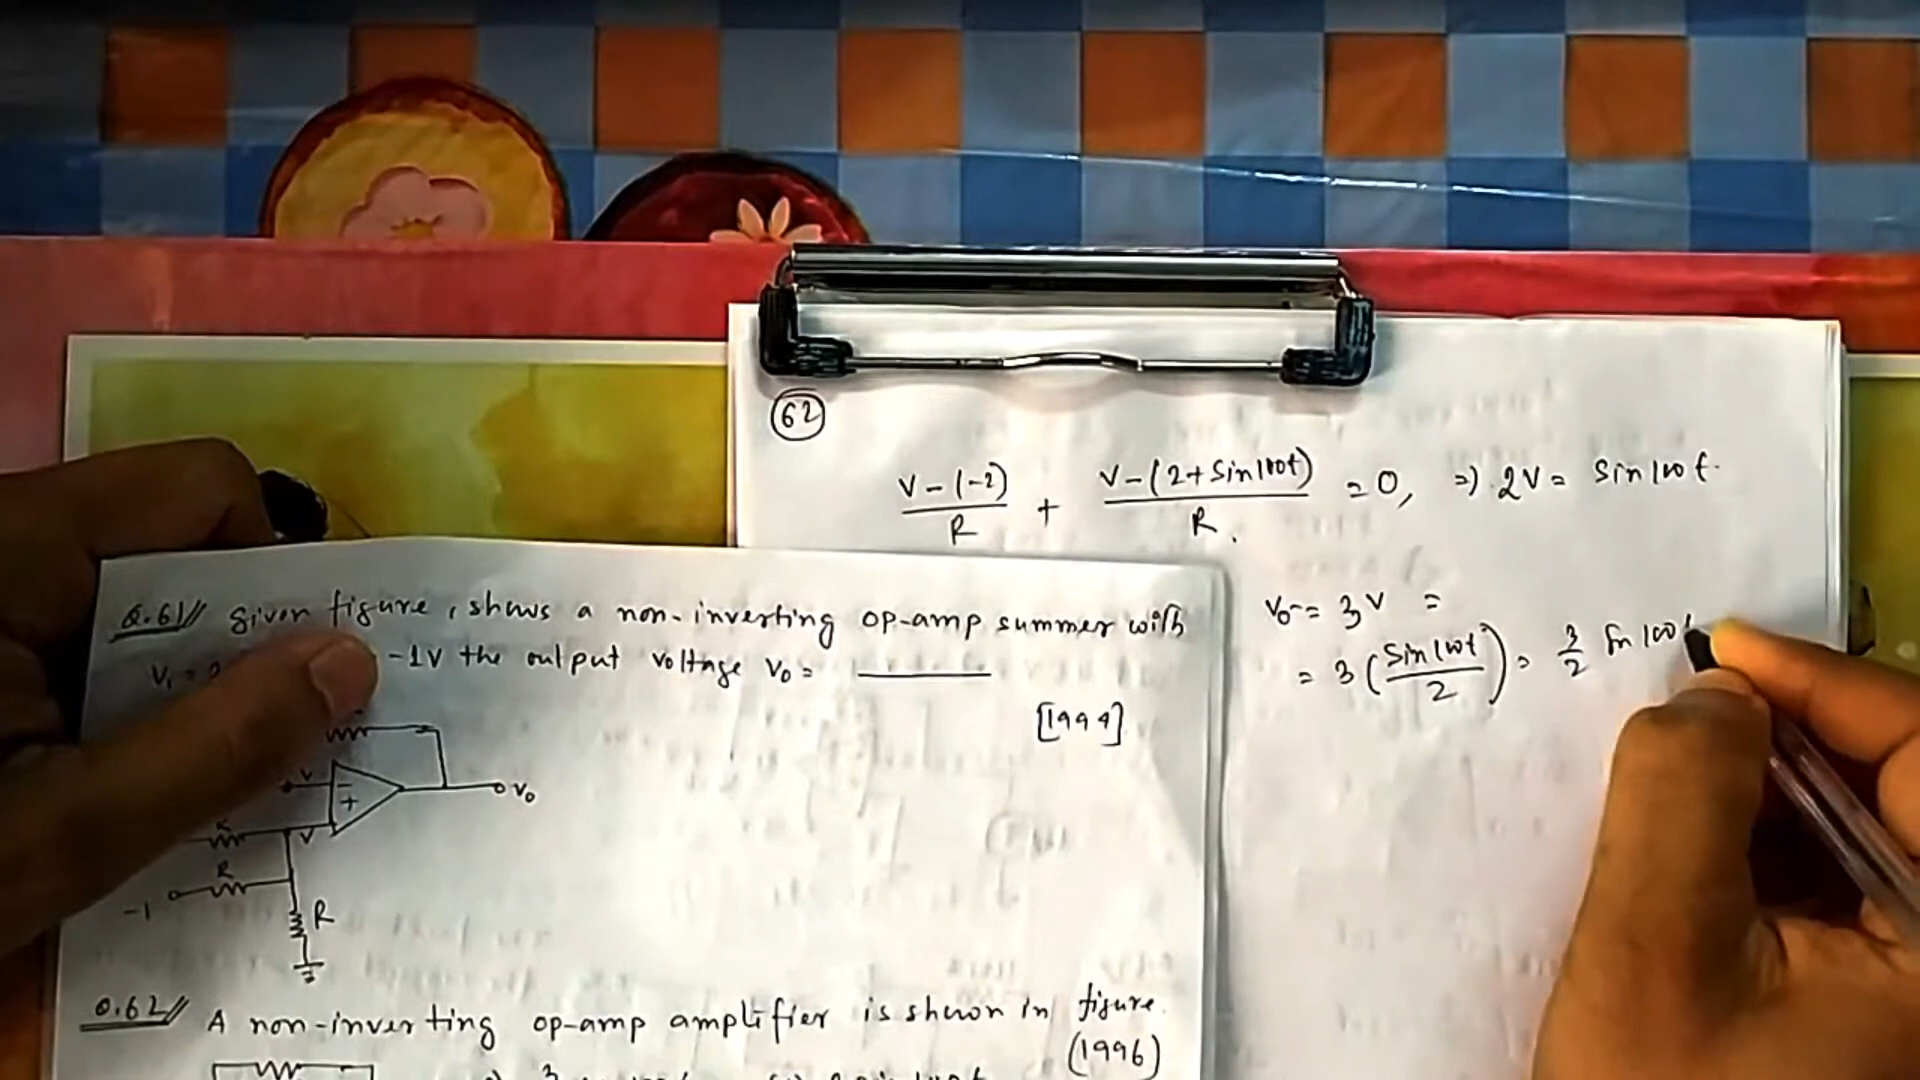 62
V-(-2)/R + V-(2+Sin100t)/R = 0, ⇒ 2V = Sin100t.
V0 = 3V =
= 3(Sin100t/2) = 3/2 Sin100t
Q.61// Given figure, shows a non-inverting op-amp summer with
V1 = -1V the output voltage V0 = ______
[1994]
V
V0
-
+
R
V
R
-1
R
Q.62// A non-inverting op-amp amplifier is shown in figure.
(1996)